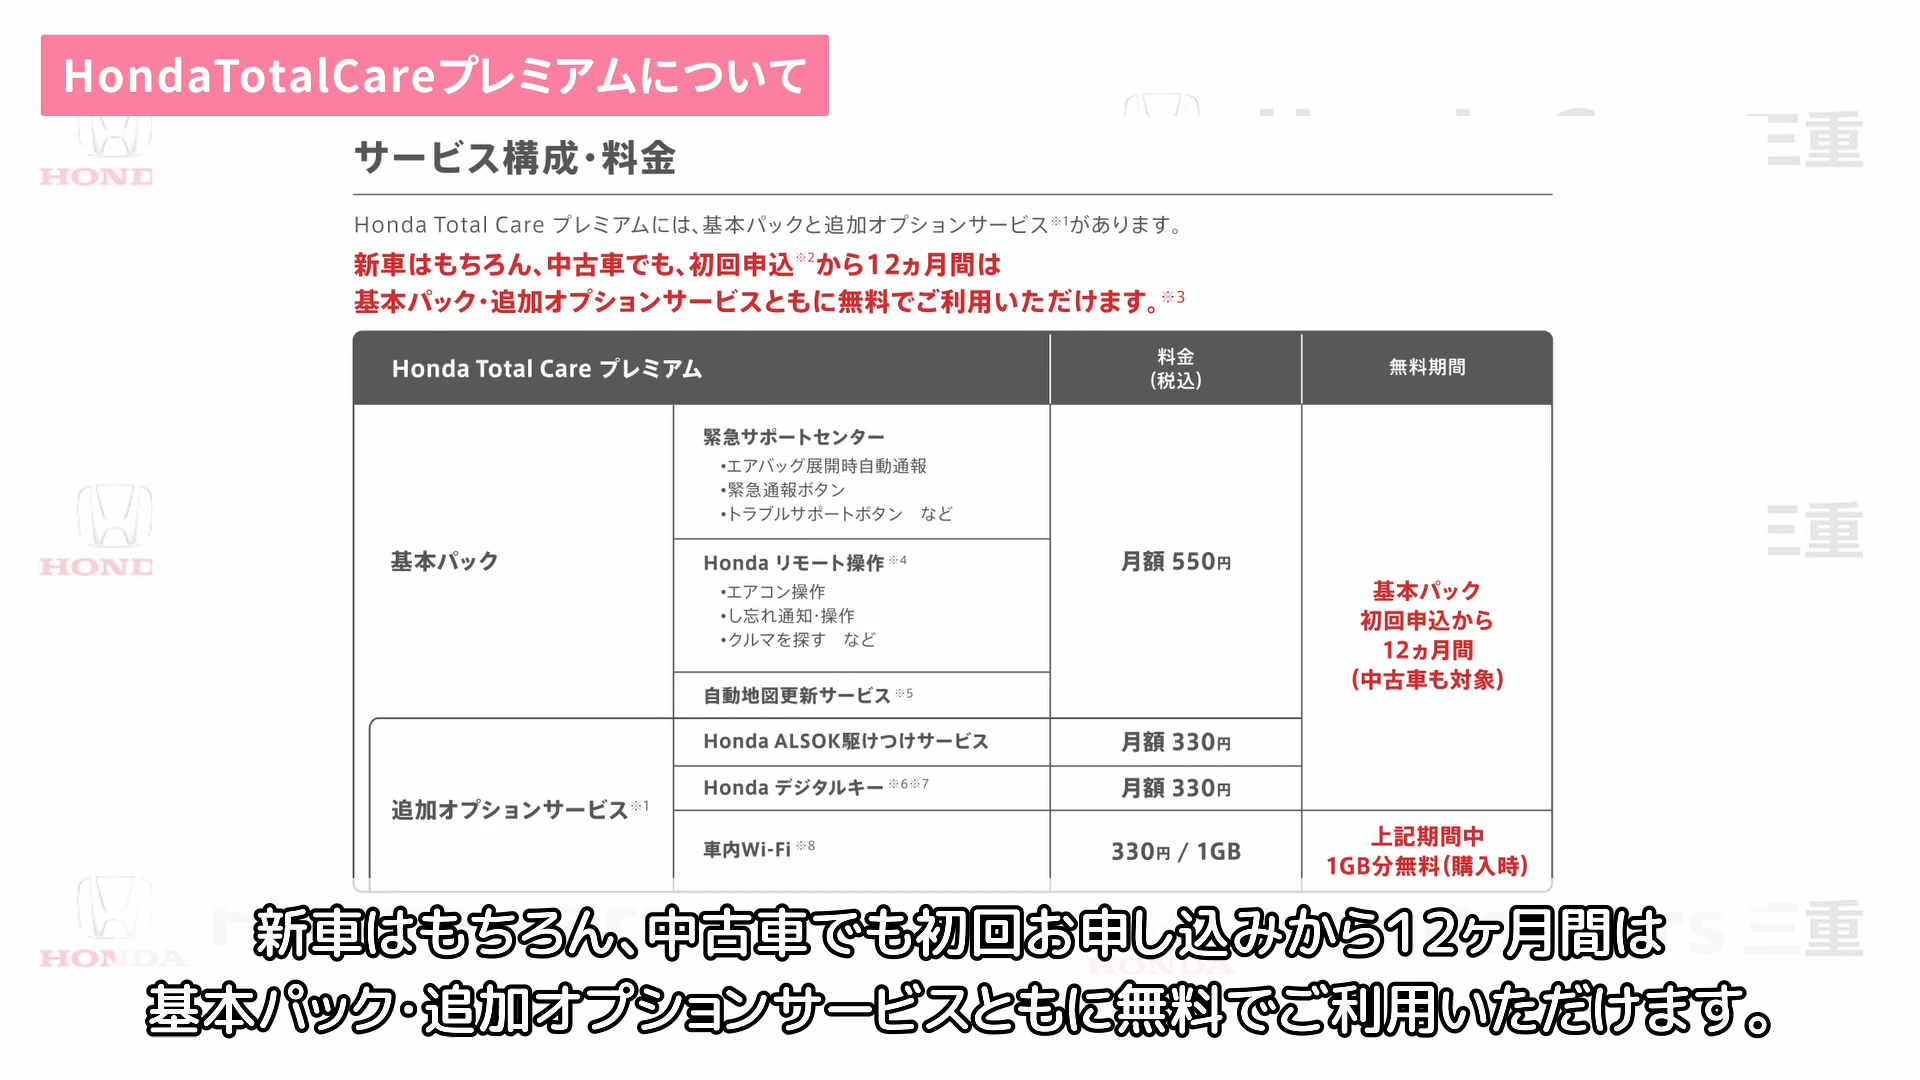 HondaTotalCareプレミアムについて
三重
HOND
サービス構成・料金
Honda Total Care プレミアムには、基本パックと追加オプションサービス※1があります。
新車はもちろん、中古車でも、初回申込※2から12ヵ月間は
基本パック・追加オプションサービスともに無料でご利用いただけます。※3
Honda Total Care プレミアム
料金
(税込)
無料期間
基本パック
緊急サポートセンター
•エアバッグ展開時自動通報
•緊急通報ボタン
•トラブルサポートボタン など
Honda リモート操作※4
•エアコン操作
•し忘れ通知・操作
•クルマを探す など
自動地図更新サービス※5
月額 550円
基本パック
初回申込から
12ヵ月間
(中古車も対象)
追加オプションサービス※1
Honda ALSOK駆けつけサービス
月額 330円
Honda デジタルキー※6※7
月額 330円
車内Wi-Fi※8
330円 / 1GB
上記期間中
1GB分無料(購入時)
HOND
三重
HONDA
HONDA
rs 三重
新車はもちろん、中古車でも初回お申し込みから12ヶ月間は
基本パック・追加オプションサービスともに無料でご利用いただけます。